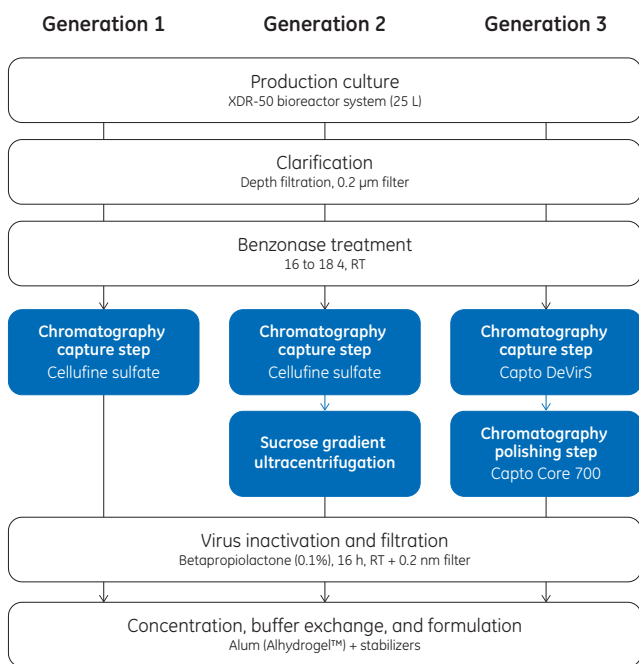 Generation 1 Generation 2 Generation 3
Production culture
XDR-50 bioreactor system (25 L)
Clarification
Depth filtration, 0.2 µm filter
Benzonase treatment
16 to 18 4, RT
Chromatography
capture step
Cellufine sulfate
Chromatography
capture step
Cellufine sulfate
Chromatography
capture step
Capto DeVirS
Sucrose gradient
ultracentrifugation
Chromatography
polishing step
Capto Core 700
Virus inactivation and filtration
Betapropiolactone (0.1%), 16 h, RT + 0.2 nm filter
Concentration, buffer exchange, and formulation
Alum (Alhydrogel™) + stabilizers